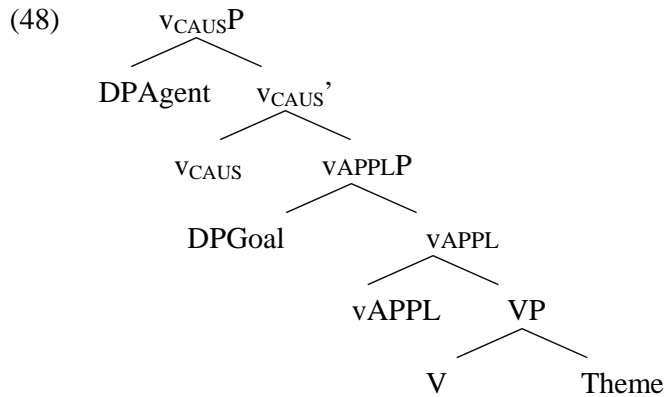 (48) vCAUSP
DPAgent vCAUS’
vCAUS vAPPLP
DPGoal vAPPL
vAPPL VP
V Theme